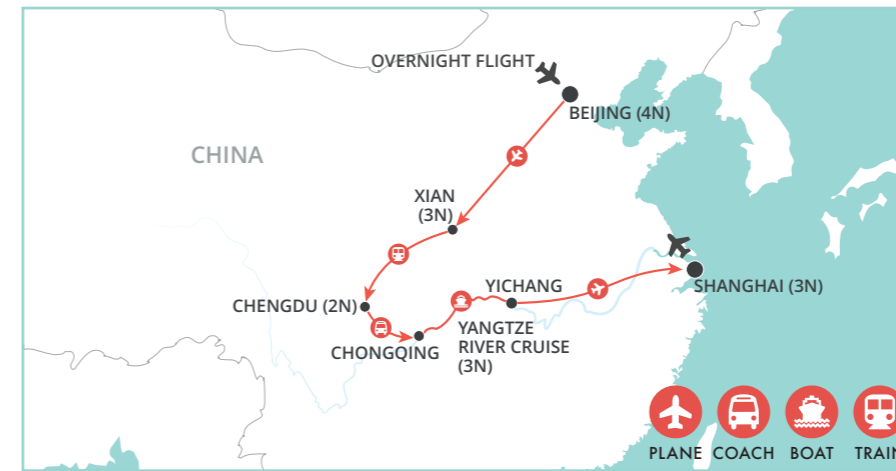 OVERNIGHT FLIGHT
BEIJING (4N)
CHINA
XIAN
(3N)
YICHANG
SHANGHAI (3N)
CHENGDU (2N)
CHONGQING
YANGTZE
RIVER CRUISE
(3N)
PLANE COACH BOAT TRAIN